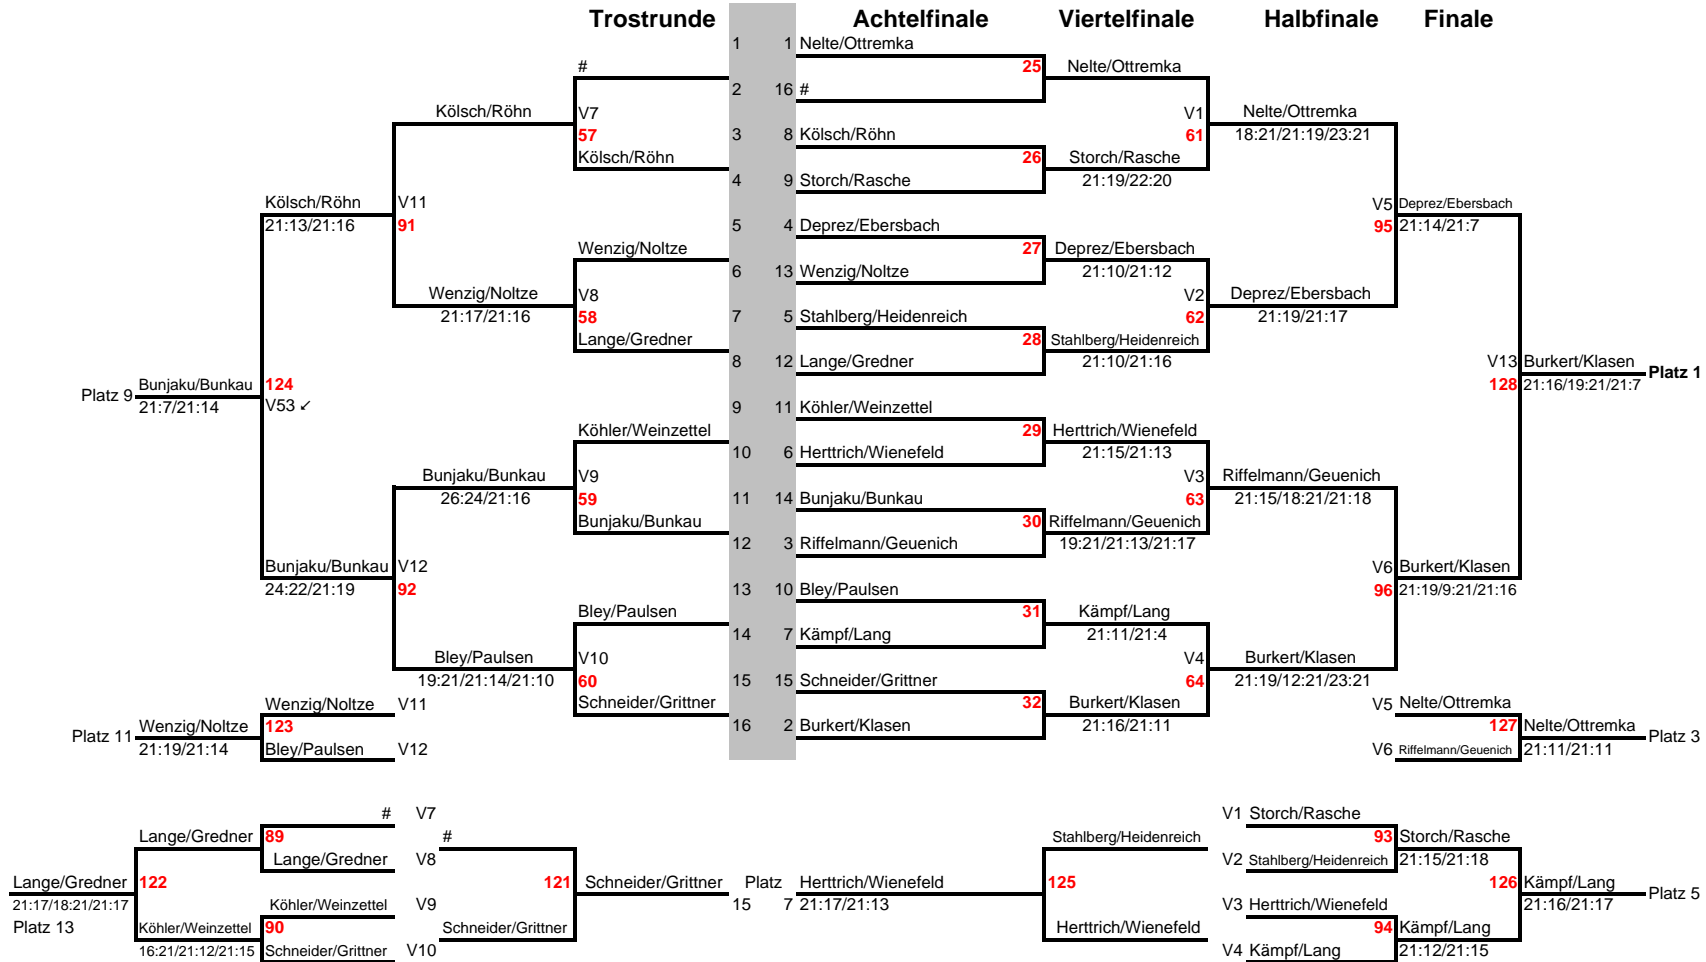 Trostrunde Achtelfinale Viertelfinale Halbfinale Finale
1 1 Nelte/Ottremka
# 25 Nelte/Ottremka
2 16 #
Kölsch/Röhn V7 V1 Nelte/Ottremka
57 3 8 Kölsch/Röhn 61 18:21/21:19/23:21
Kölsch/Röhn 26 Storch/Rasche
4 9 Storch/Rasche 21:19/22:20
Kölsch/Röhn V11 V5 Deprez/Ebersbach
21:13/21:16 91 5 4 Deprez/Ebersbach 95 21:14/21:7
Wenzig/Noltze 27 Deprez/Ebersbach
6 13 Wenzig/Noltze 21:10/21:12
Wenzig/Noltze V8 V2 Deprez/Ebersbach
21:17/21:16 58 7 5 Stahlberg/Heidenreich 62 21:19/21:17
Lange/Gredner 28 Stahlberg/Heidenreich
8 12 Lange/Gredner 21:10/21:16 V13 Burkert/Klasen
Platz 9 Bunjaku/Bunkau 124 128 21:16/19:21/21:7 Platz 1
21:7/21:14 V53 ↙ 9 11 Köhler/Weinzettel
Köhler/Weinzettel 29 Herttrich/Wienefeld
10 6 Herttrich/Wienefeld 21:15/21:13
Bunjaku/Bunkau V9 V3 Riffelmann/Geuenich
26:24/21:16 59 11 14 Bunjaku/Bunkau 63 21:15/18:21/21:18
Bunjaku/Bunkau 30 Riffelmann/Geuenich
12 3 Riffelmann/Geuenich 19:21/21:13/21:17
Bunjaku/Bunkau V12 V6 Burkert/Klasen
24:22/21:19 92 13 10 Bley/Paulsen 96 21:19/9:21/21:16
Bley/Paulsen 31 Kämpf/Lang
14 7 Kämpf/Lang 21:11/21:4
Bley/Paulsen V10 V4 Burkert/Klasen
19:21/21:14/21:10 60 15 15 Schneider/Grittner 64 21:19/12:21/23:21
Wenzig/Noltze V11 Schneider/Grittner 32 Burkert/Klasen V5 Nelte/Ottremka
Platz 11 Wenzig/Noltze 123 16 2 Burkert/Klasen 21:16/21:11 127 Nelte/Ottremka Platz 3
21:19/21:14 Bley/Paulsen V12 V6 Riffelmann/Geuenich 21:11/21:11
# V7 V1 Storch/Rasche
Lange/Gredner 89 # Stahlberg/Heidenreich 93 Storch/Rasche
Lange/Gredner V8 V2 Stahlberg/Heidenreich 21:15/21:18
Lange/Gredner 122 121 Schneider/Grittner Platz Herttrich/Wienefeld 125 126 Kämpf/Lang Platz 5
21:17/18:21/21:17 Köhler/Weinzettel V9 15 7 21:17/21:13 V3 Herttrich/Wienefeld 21:16/21:17
Platz 13 Köhler/Weinzettel 90 Schneider/Grittner Herttrich/Wienefeld 94 Kämpf/Lang
16:21/21:12/21:15 Schneider/Grittner V10 V4 Kämpf/Lang 21:12/21:15